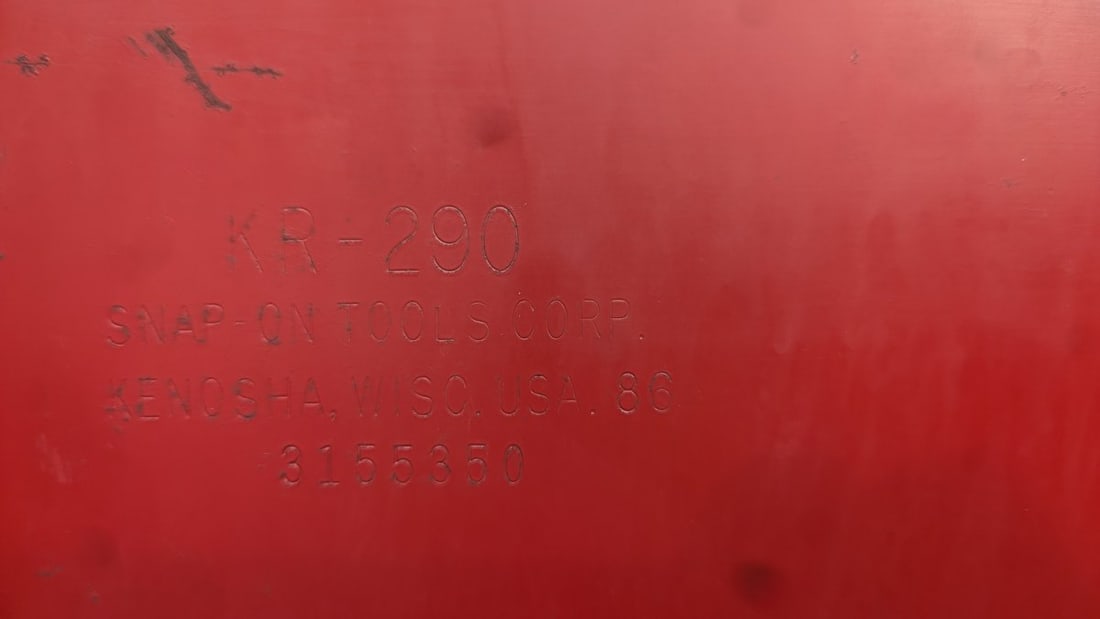 KR-290
SNAP-ON TOOLS CORP.
KENOSHA, WISC. USA. 86
3155350